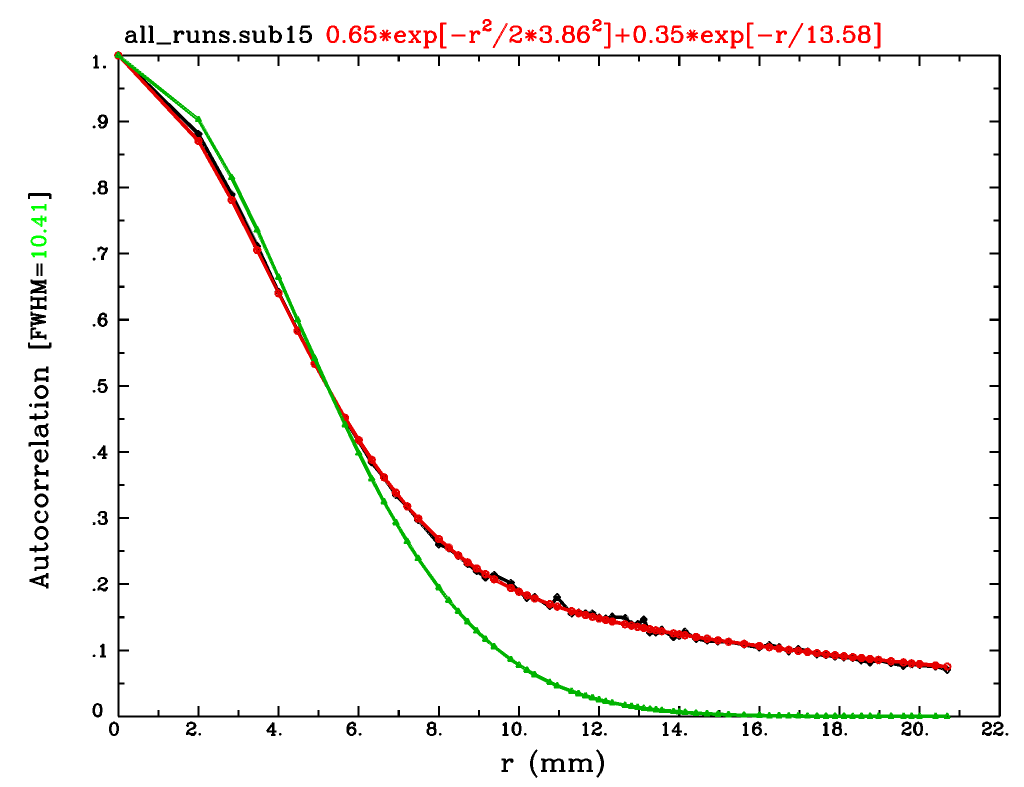 all_runs.sub15 0.65*exp[-r²/2*3.86²]+0.35*exp[-r/13.58]
1.
.9
.8
.7
.6
.5
.4
.3
.2
.1
0
Autocorrelation [FWHM=10.41]
0. 2. 4. 6. 8. 10. 12. 14. 16. 18. 20. 22.
r (mm)